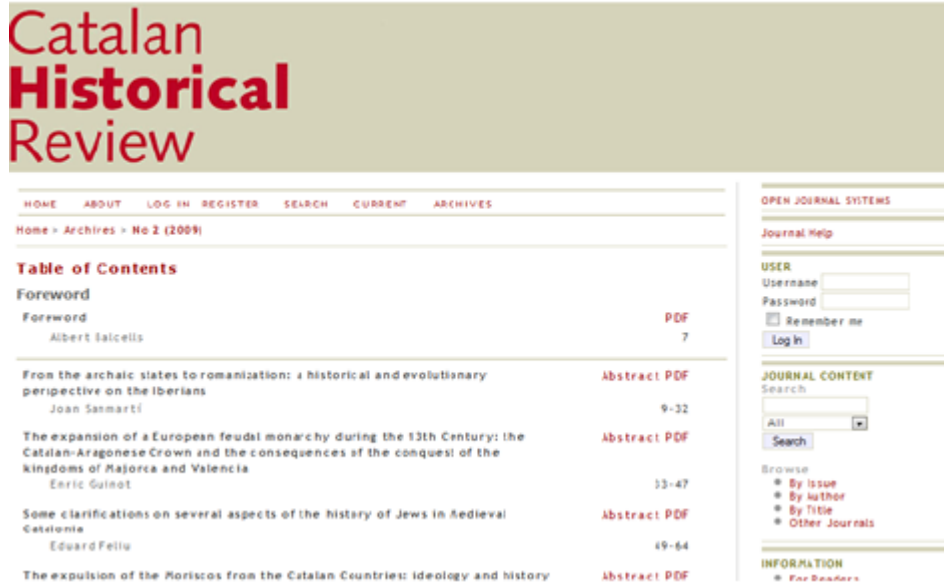 Catalan
Historical
Review
HOME ABOUT LOG IN REGISTER SEARCH CURRENT ARCHIVES
Home > Archives > No 2 (2009)
Table of Contents
Foreword
Foreword PDF
Albert Balcells 7
From the archaic states to romanization: a historical and evolutionary Abstract PDF
perspective on the Iberians
Joan Sanmartí 9-32
The expansion of a European feudal monarchy during the 13th Century: the Abstract PDF
Catalan-Aragonese Crown and the consequences of the conquest of the
kingdoms of Majorca and Valencia
Enric Guinot 33-47
Some clarifications on several aspects of the history of Jews in Medieval Abstract PDF
Catalonia
Eduard Feliu 49-64
The expulsion of the Moriscos from the Catalan Countries: ideology and history Abstract PDF
OPEN JOURNAL SYSTEMS
Journal Help
USER
Username
Password
Remember me
Log In
JOURNAL CONTENT
Search
All
Search
Browse
By Issue
By Author
By Title
Other Journals
INFORMATION
For Readers